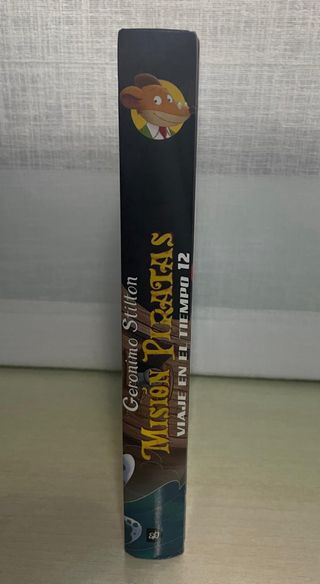 Geronimo Stilton
MISIÓN PIRATAS
VIAJE EN EL TIEMPO 12